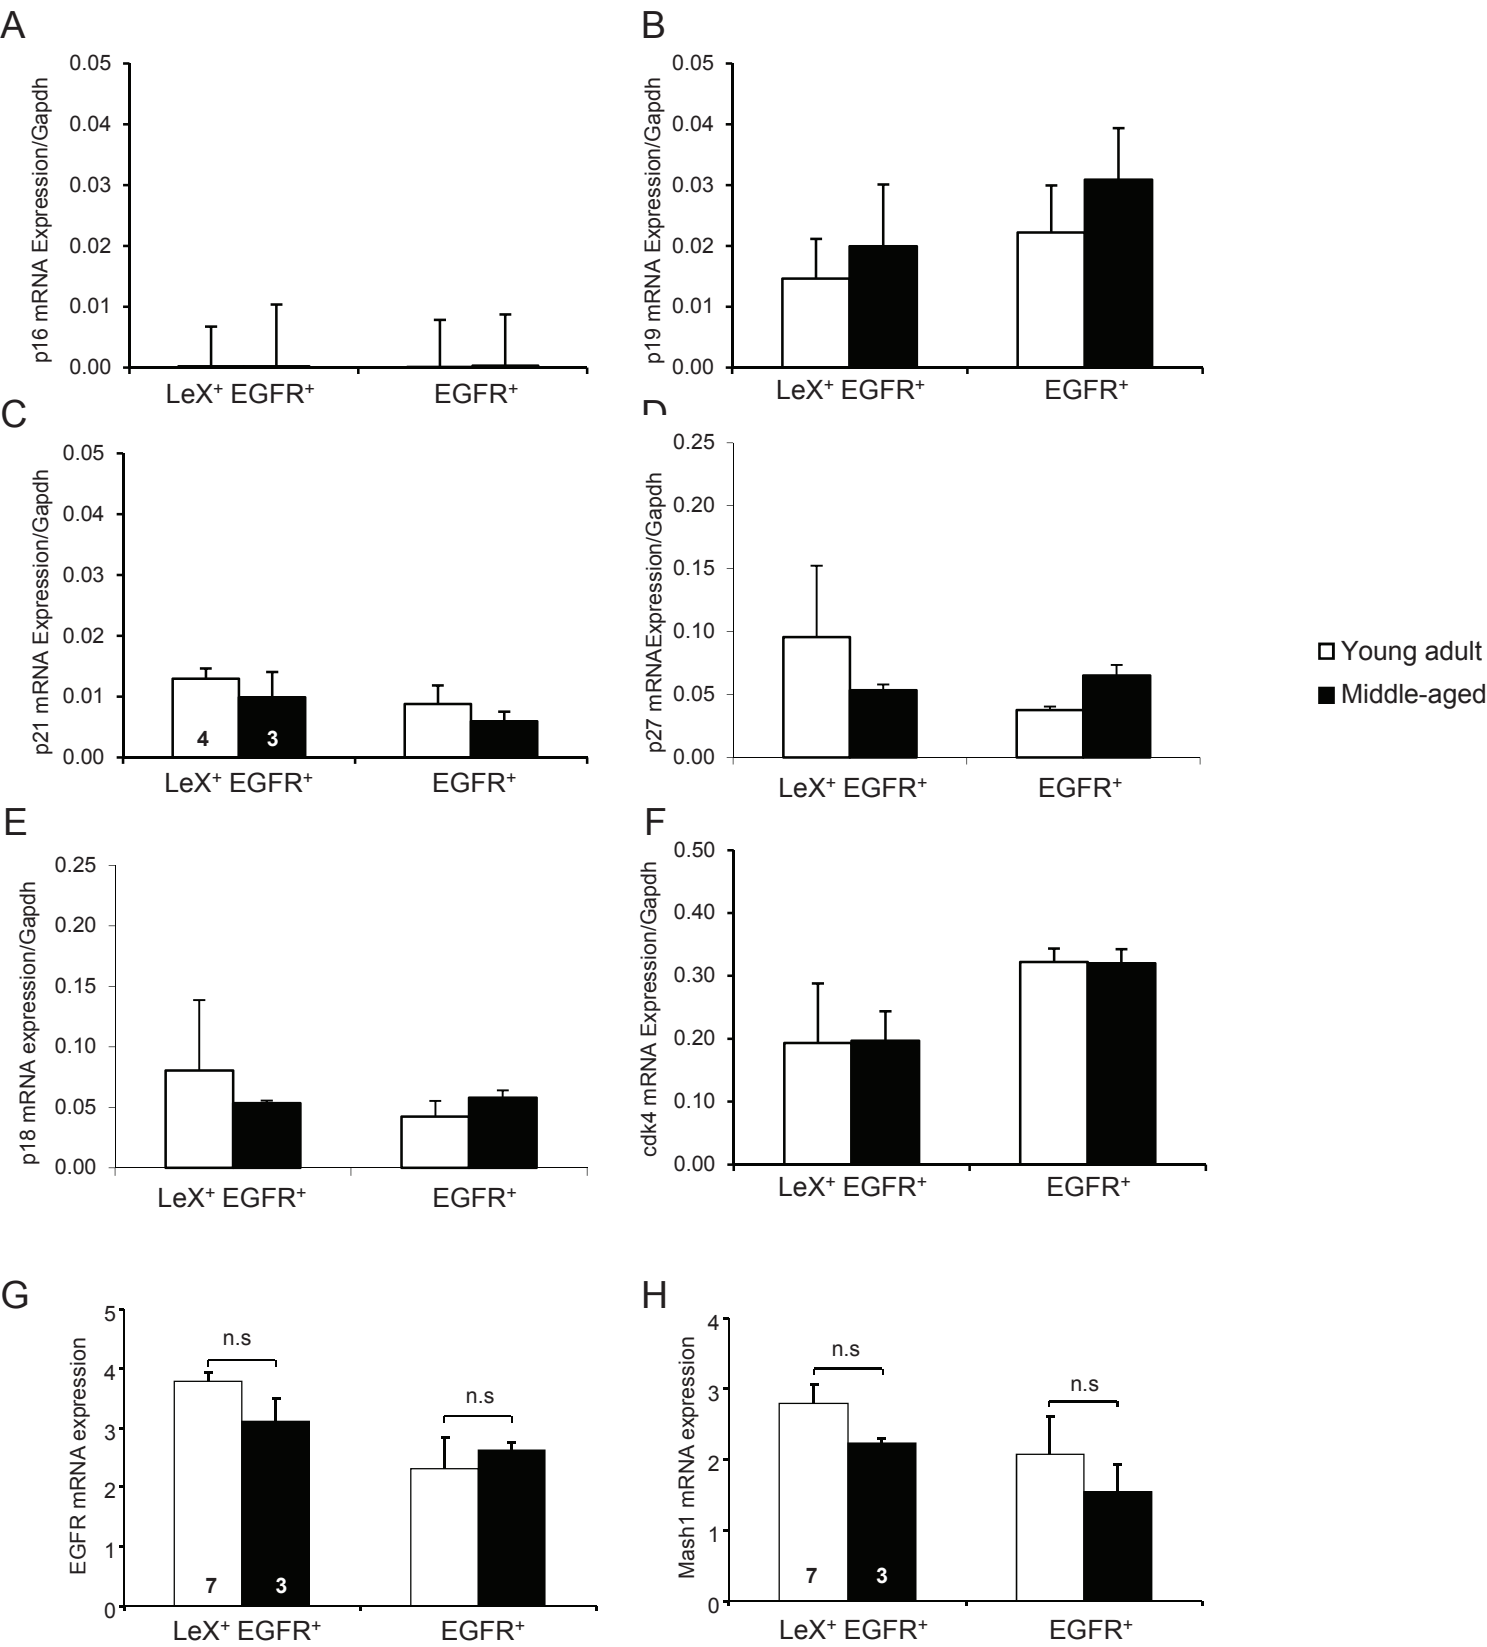 A
p16 mRNA Expression/Gapdh
0.05
0.04
0.03
0.02
0.01
0.00
LeX+ EGFR+
EGFR+
B
p19 mRNA Expression/Gapdh
0.05
0.04
0.03
0.02
0.01
0.00
LeX+ EGFR+
EGFR+
C
p21 mRNA Expression/Gapdh
0.05
0.04
0.03
0.02
0.01
0.00
4
3
LeX+ EGFR+
EGFR+
D
p27 mRNAExpression/Gapdh
0.25
0.20
0.15
0.10
0.05
0.00
LeX+ EGFR+
EGFR+
Young adult
Middle-aged
E
p18 mRNA expression/Gapdh
0.25
0.20
0.15
0.10
0.05
0.00
LeX+ EGFR+
EGFR+
F
cdk4 mRNA Expression/Gapdh
0.50
0.40
0.30
0.20
0.10
0.00
LeX+ EGFR+
EGFR+
G
EGFR mRNA expression
5
4
3
2
1
0
n.s
n.s
7
3
LeX+ EGFR+
EGFR+
H
Mash1 mRNA expression
4
3
2
1
0
n.s
n.s
7
3
LeX+ EGFR+
EGFR+